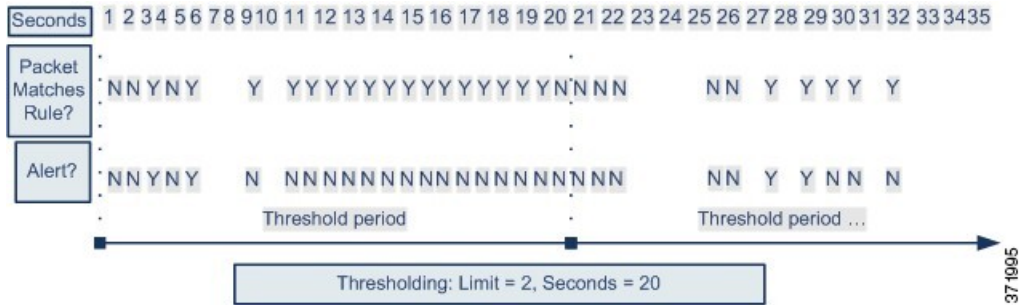 Seconds 1 2 3 4 5 6 7 8 9 10 11 12 13 14 15 16 17 18 19 20 21 22 23 24 25 26 27 28 29 30 31 32 33 34 35
Packet
Matches
Rule?
N N Y N Y Y Y Y Y Y Y Y Y Y Y Y Y Y Y Y Y N N N N N N Y Y Y Y Y
Alert?
N N Y N Y N N N N N N N N N N N N N N N N N N N N N N Y Y N N N
Threshold period
Threshold period ...
Thresholding: Limit = 2, Seconds = 20
371995